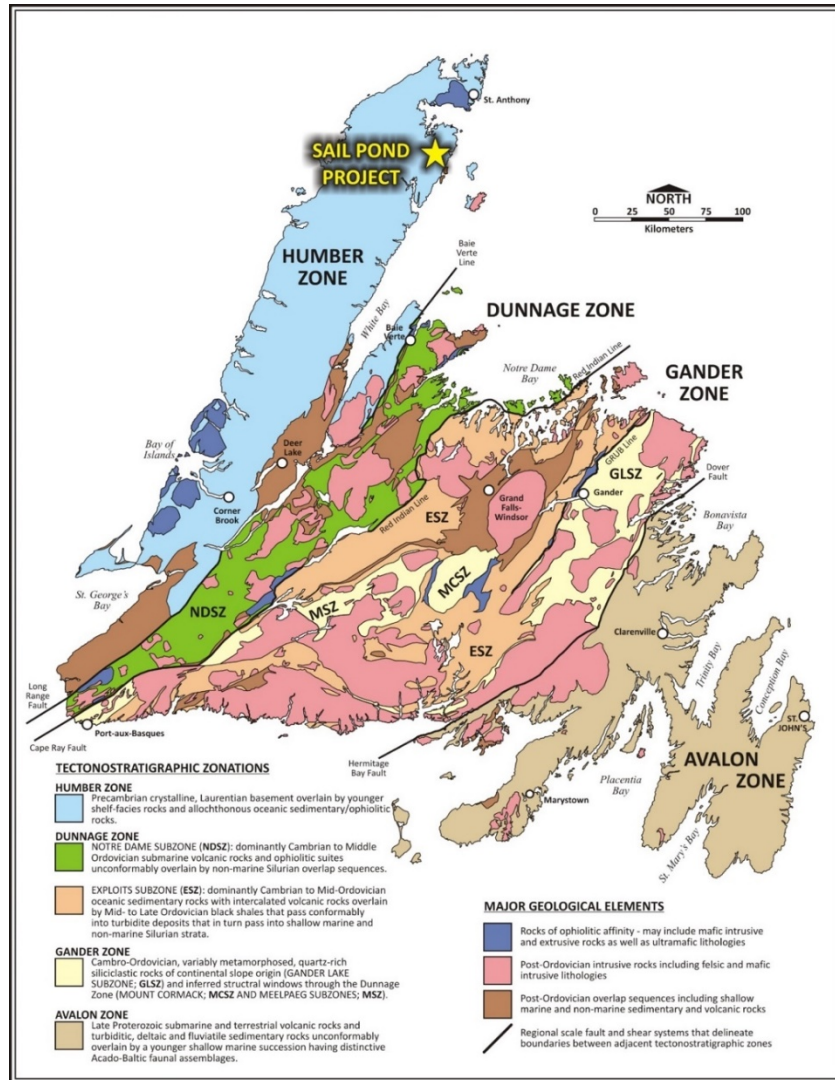 St. Anthony
SAIL POND
PROJECT
NORTH
0 25 50 75 100
Kilometers
HUMBER
ZONE
Baie
Verte
Line
White Bay
Baie
Verte
DUNNAGE ZONE
Notre Dame
Bay
Red Indian Line
GANDER
ZONE
Bay of
Islands
Deer
Lake
Corner
Brook
Red Indian Line
ESZ
Grand
Falls-
Windsor
GRUB Line
GLSZ
Gander
Dover
Fault
Bonavista
Bay
St. George's
Bay
NDSZ
MSZ
MCSZ
ESZ
Clarenville
Trinity Bay
Conception Bay
ST.
JOHN'S
Long
Range
Fault
Port-aux-Basques
Cape Ray Fault
Hermitage
Bay Fault
Marystown
Placentia
Bay
AVALON
ZONE
St. Mary's Bay
TECTONOSTRATIGRAPHIC ZONATIONS
HUMBER ZONE
Precambrian crystalline, Laurentian basement overlain by younger
shelf-facies rocks and allochthonous oceanic sedimentary/ophiolitic
rocks.
DUNNAGE ZONE
NOTRE DAME SUBZONE (NDSZ): dominantly Cambrian to Middle
Ordovician submarine volcanic rocks and ophiolitic suites
unconformably overlain by non-marine Silurian overlap sequences.
EXPLOITS SUBZONE (ESZ): dominantly Cambrian to Mid-Ordovician
oceanic sedimentary rocks with intercalated volcanic rocks overlain
by Mid- to Late Ordovician black shales that pass conformably
into turbidite deposits that in turn pass into shallow marine and
non-marine Silurian strata.
GANDER ZONE
Cambro-Ordovician, variably metamorphosed, quartz-rich
siliciclastic rocks of continental slope origin (GANDER LAKE
SUBZONE; GLSZ) and inferred structral windows through the Dunnage
Zone (MOUNT CORMACK; MCSZ AND MEELPAEG SUBZONES; MSZ).
AVALON ZONE
Late Proterozoic submarine and terrestrial volcanic rocks and
turbiditic, deltaic and fluviatile sedimentary rocks unconformably
overlain by a younger shallow marine succession having distinctive
Acado-Baltic faunal assemblages.
MAJOR GEOLOGICAL ELEMENTS
Rocks of ophiolitic affinity - may include mafic intrusive
and extrusive rocks as well as ultramafic lithologies
Post-Ordovician intrusive rocks including felsic and mafic
intrusive lithologies
Post-Ordovician overlap sequences including shallow
marine and non-marine sedimentary and volcanic rocks
Regional scale fault and shear systems that delineate
boundaries between adjacent tectonostratigraphic zones